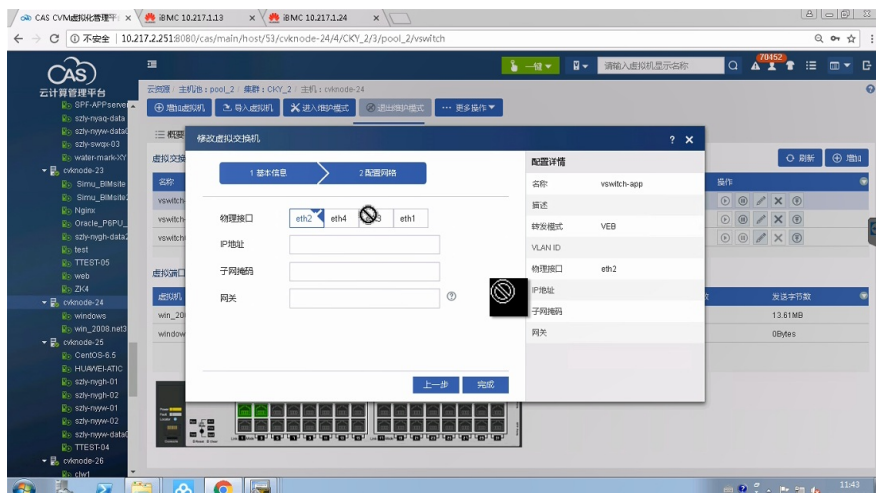 CAS CVM虚拟化管理平
iBMC 10.217.1.13
iBMC 10.217.1.24
不安全 | 10.217.2.251:8080/cas/main/host/53/cvknode-24/4/CKY_2/3/pool_2/vswitch
CAS
云计算管理平台
一键
请输入虚拟机显示名称
70452
云资源 / 主机池: pool_2 / 集群: CKY_2 / 主机: cvknode-24
增加虚拟机
导入虚拟机
进入维护模式
退出维护模式
更多操作
SPF-APPserver
szly-nyaq-data
szly-nyyw-data
szly-swqx-03
water-mark-XY
cvknode-23
Simu_BIMsite
Simu_BIMsite
Nginx
Oracle_P6PU_
szly-nygh-data2
test
TTEST-05
web
ZK4
cvknode-24
windows
win_2008.net3
cvknode-25
CentOS-6.5
HUAWEI-ATIC
szly-nygh-01
szly-nygh-02
szly-nyyw-01
szly-nyyw-02
szly-nyyw-data
TTEST-04
cvknode-26
clw1
概要
虚拟交换
刷新
增加
名称
操作
vswitch-
vswitch-
vswitch
虚拟端口
虚拟机
发送字节数
win_20
13.61MB
window
0Bytes
修改虚拟交换机
1 基本信息
2 配置网络
物理接口
eth2
eth4
eth1
IP地址
子网掩码
网关
上一步
完成
配置详情
名称
vswitch-app
描述
转发模式
VEB
VLAN ID
物理接口
eth2
IP地址
子网掩码
网关
11:43